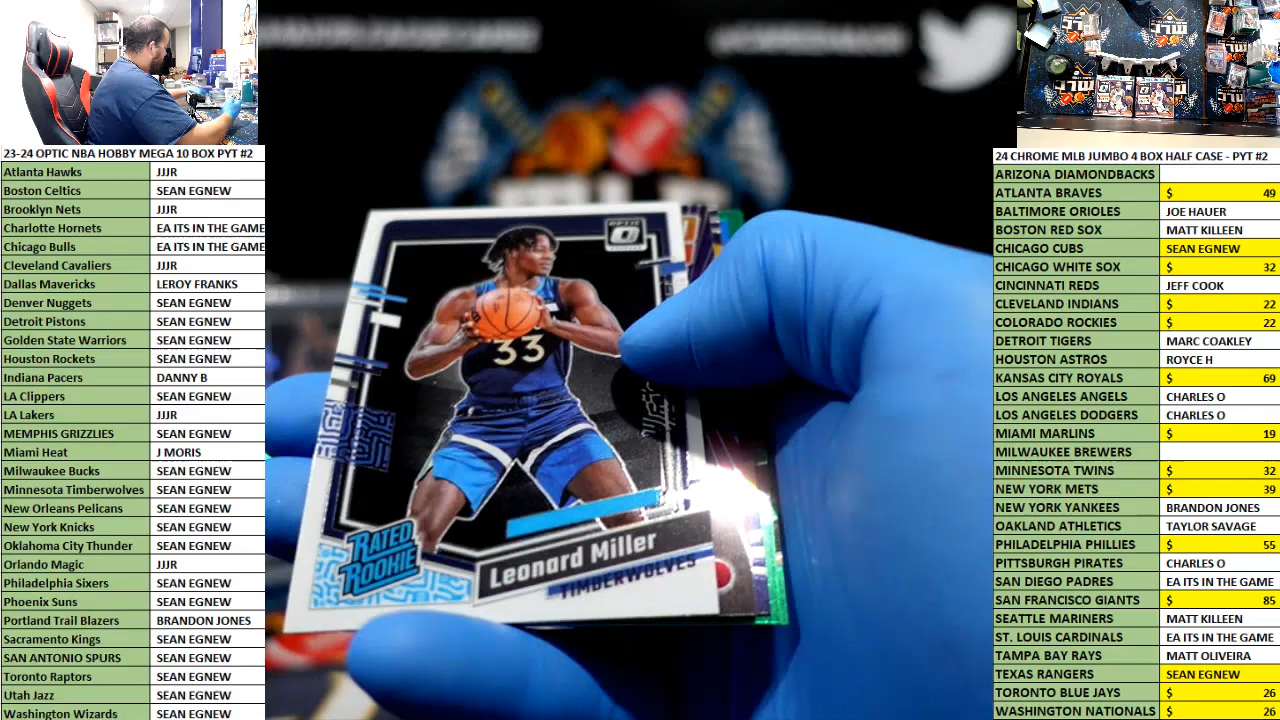 23-24 OPTIC NBA HOBBY MEGA 10 BOX PYT #2
Atlanta Hawks JJJR
Boston Celtics SEAN EGNEW
Brooklyn Nets JJJR
Charlotte Hornets EA ITS IN THE GAME
Chicago Bulls EA ITS IN THE GAME
Cleveland Cavaliers JJJR
Dallas Mavericks LEROY FRANKS
Denver Nuggets SEAN EGNEW
Detroit Pistons SEAN EGNEW
Golden State Warriors SEAN EGNEW
Houston Rockets SEAN EGNEW
Indiana Pacers DANNY B
LA Clippers SEAN EGNEW
LA Lakers JJJR
MEMPHIS GRIZZLIES SEAN EGNEW
Miami Heat J MORIS
Milwaukee Bucks SEAN EGNEW
Minnesota Timberwolves SEAN EGNEW
New Orleans Pelicans SEAN EGNEW
New York Knicks SEAN EGNEW
Oklahoma City Thunder SEAN EGNEW
Orlando Magic JJJR
Philadelphia Sixers SEAN EGNEW
Phoenix Suns SEAN EGNEW
Portland Trail Blazers BRANDON JONES
Sacramento Kings SEAN EGNEW
SAN ANTONIO SPURS SEAN EGNEW
Toronto Raptors SEAN EGNEW
Utah Jazz SEAN EGNEW
Washington Wizards SEAN EGNEW
OPTIC
33
RATED
ROOKIE
Leonard Miller
TIMBERWOLVES
24 CHROME MLB JUMBO 4 BOX HALF CASE - PYT #2
ARIZONA DIAMONDBACKS
ATLANTA BRAVES $ 49
BALTIMORE ORIOLES JOE HAUER
BOSTON RED SOX MATT KILLEEN
CHICAGO CUBS SEAN EGNEW
CHICAGO WHITE SOX $ 32
CINCINNATI REDS JEFF COOK
CLEVELAND INDIANS $ 22
COLORADO ROCKIES $ 22
DETROIT TIGERS MARC COAKLEY
HOUSTON ASTROS ROYCE H
KANSAS CITY ROYALS $ 69
LOS ANGELES ANGELS CHARLES O
LOS ANGELES DODGERS CHARLES O
MIAMI MARLINS $ 19
MILWAUKEE BREWERS
MINNESOTA TWINS $ 32
NEW YORK METS $ 39
NEW YORK YANKEES BRANDON JONES
OAKLAND ATHLETICS TAYLOR SAVAGE
PHILADELPHIA PHILLIES $ 55
PITTSBURGH PIRATES CHARLES O
SAN DIEGO PADRES EA ITS IN THE GAME
SAN FRANCISCO GIANTS $ 85
SEATTLE MARINERS MATT KILLEEN
ST. LOUIS CARDINALS EA ITS IN THE GAME
TAMPA BAY RAYS MATT OLIVEIRA
TEXAS RANGERS SEAN EGNEW
TORONTO BLUE JAYS $ 26
WASHINGTON NATIONALS $ 26